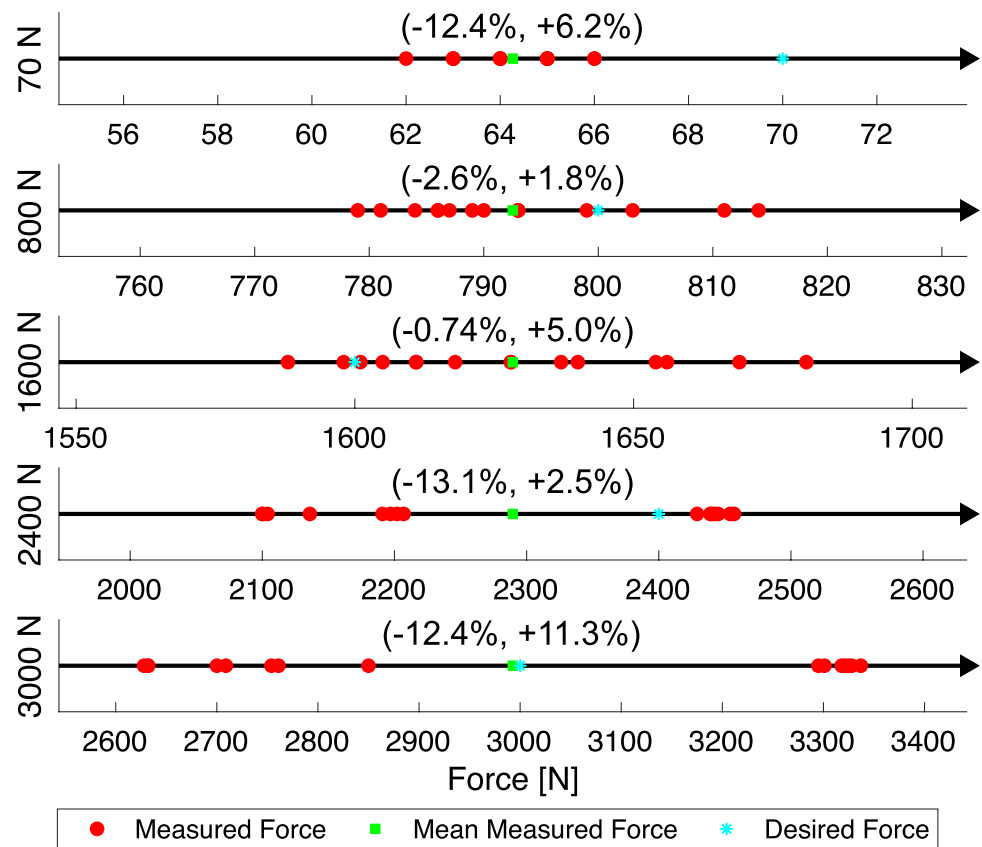 (-12.4%, +6.2%)
70 N
56 58 60 62 64 66 68 70 72
(-2.6%, +1.8%)
800 N
760 770 780 790 800 810 820 830
(-0.74%, +5.0%)
1600 N
1550 1600 1650 1700
(-13.1%, +2.5%)
2400 N
2000 2100 2200 2300 2400 2500 2600
(-12.4%, +11.3%)
3000 N
2600 2700 2800 2900 3000 3100 3200 3300 3400
Force [N]
Measured Force Mean Measured Force Desired Force